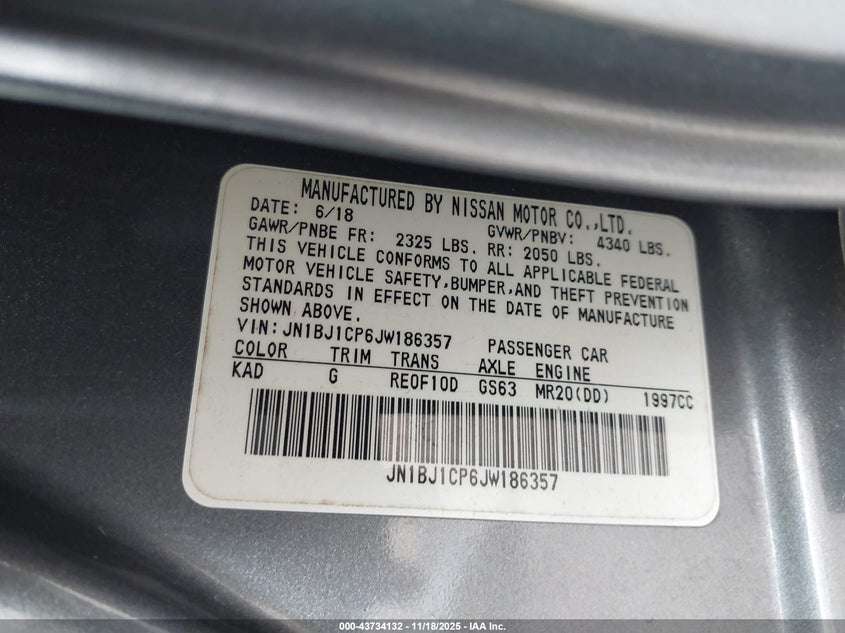 MANUFACTURED BY NISSAN MOTOR CO.,LTD.
DATE: 6/18 GVWR/PNBV: 4340 LBS.
GAWR/PNBE FR: 2325 LBS. RR: 2050 LBS.
THIS VEHICLE CONFORMS TO ALL APPLICABLE FEDERAL
MOTOR VEHICLE SAFETY,BUMPER,AND THEFT PREVENTION
STANDARDS IN EFFECT ON THE DATE OF MANUFACTURE
SHOWN ABOVE.
VIN:JN1BJ1CP6JW186357 PASSENGER CAR
COLOR TRIM TRANS AXLE ENGINE
KAD G RE0F10D GS63 MR20(DD) 1997CC
JN1BJ1CP6JW186357
000-43734132 - 11/18/2025 - IAA Inc.